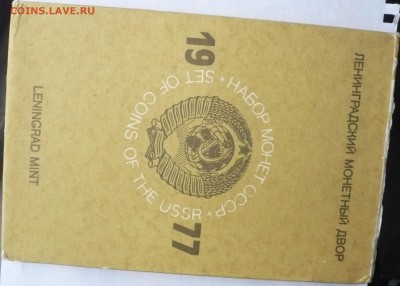 COINS.LAVE.RU
ЛЕНИНГРАДСКИЙ МОНЕТНЫЙ ДВОР
19
НАБОР МОНЕТ СССР •
SET OF COINS OF THE USSR •
77
LENINGRAD MINT